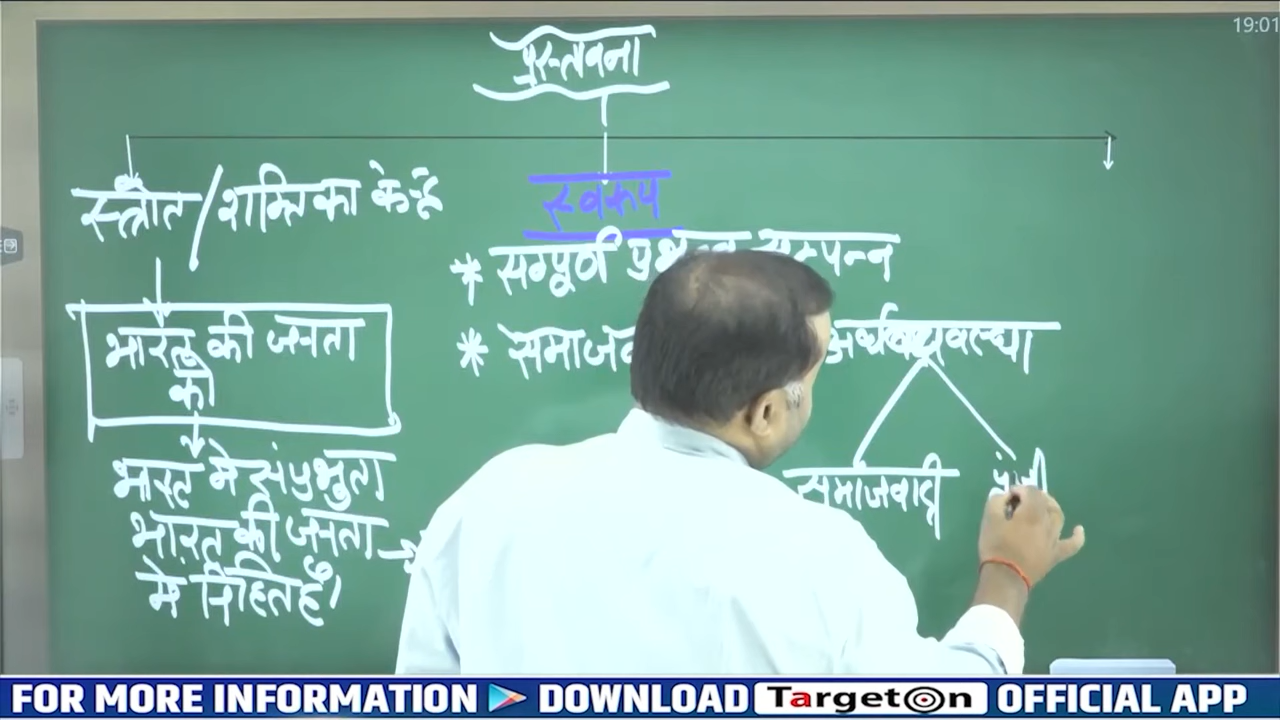 19:01
प्रस्तावना
स्त्रोत/शक्ति का केन्द्र
स्वरूप
* सम्पूर्ण प्रभुत्व सम्पन्न
भारत की जनता
को
* अर्थव्यवस्था
भारत मे संप्रभुता
भारत की जनता
मे निहित है।
समाजवादी
पूंजी
FOR MORE INFORMATION DOWNLOAD TargetOn OFFICIAL APP